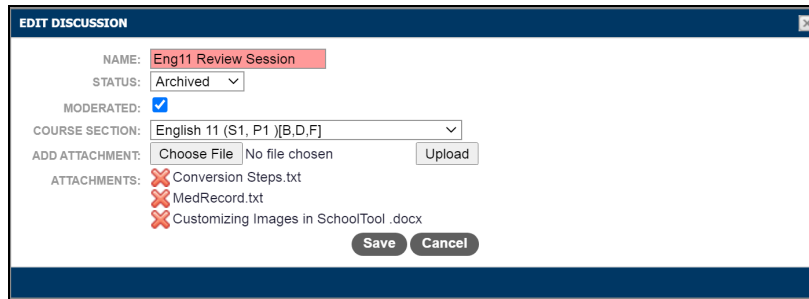 EDIT DISCUSSION
NAME: Eng11 Review Session
STATUS: Archived
MODERATED:
COURSE SECTION: English 11 (S1, P1 )[B,D,F]
ADD ATTACHMENT: Choose File No file chosen Upload
ATTACHMENTS: Conversion Steps.txt
MedRecord.txt
Customizing Images in SchoolTool .docx
Save Cancel